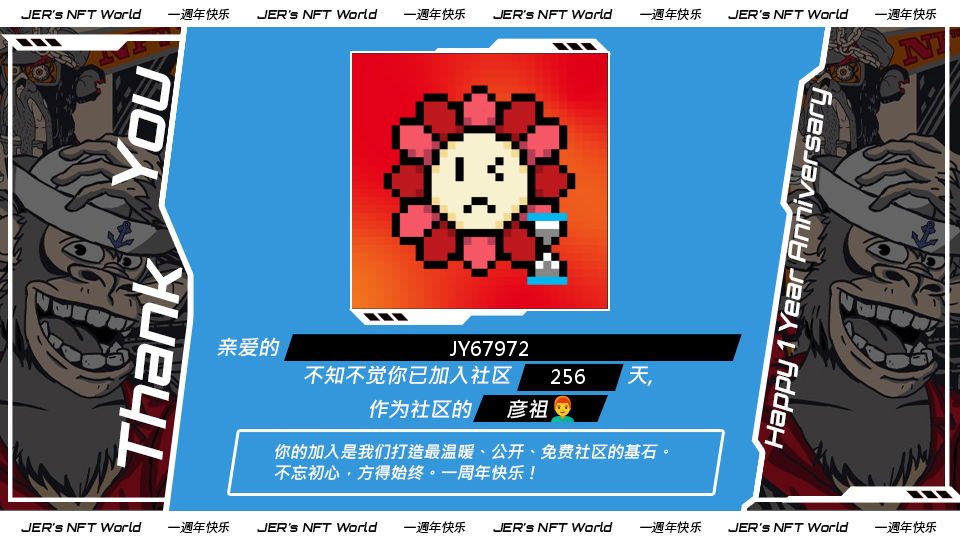 JER's NFT World 一週年快乐 JER's NFT World 一週年快乐 JER's NFT World 一週年快乐 JER's NFT World 一週年快乐
Thank You
亲爱的 JY67972
不知不觉你已加入社区 256 天,
作为社区的 彦祖👨‍🦰
你的加入是我们打造最温暖、公开、免费社区的基石。
不忘初心，方得始终。一周年快乐！
Happy 1 Year Anniversary
JER's NFT World 一週年快乐 JER's NFT World 一週年快乐 JER's NFT World 一週年快乐 JER's NFT World 一週年快乐